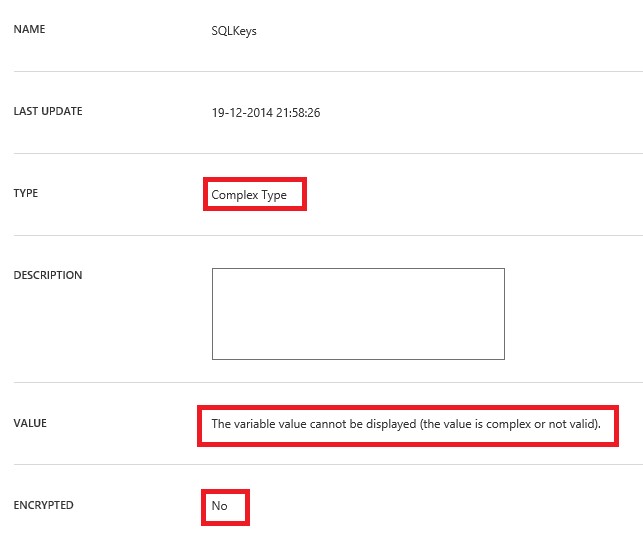 NAME SQLKeys
LAST UPDATE 19-12-2014 21:58:26
TYPE Complex Type
DESCRIPTION
VALUE The variable value cannot be displayed (the value is complex or not valid).
ENCRYPTED No